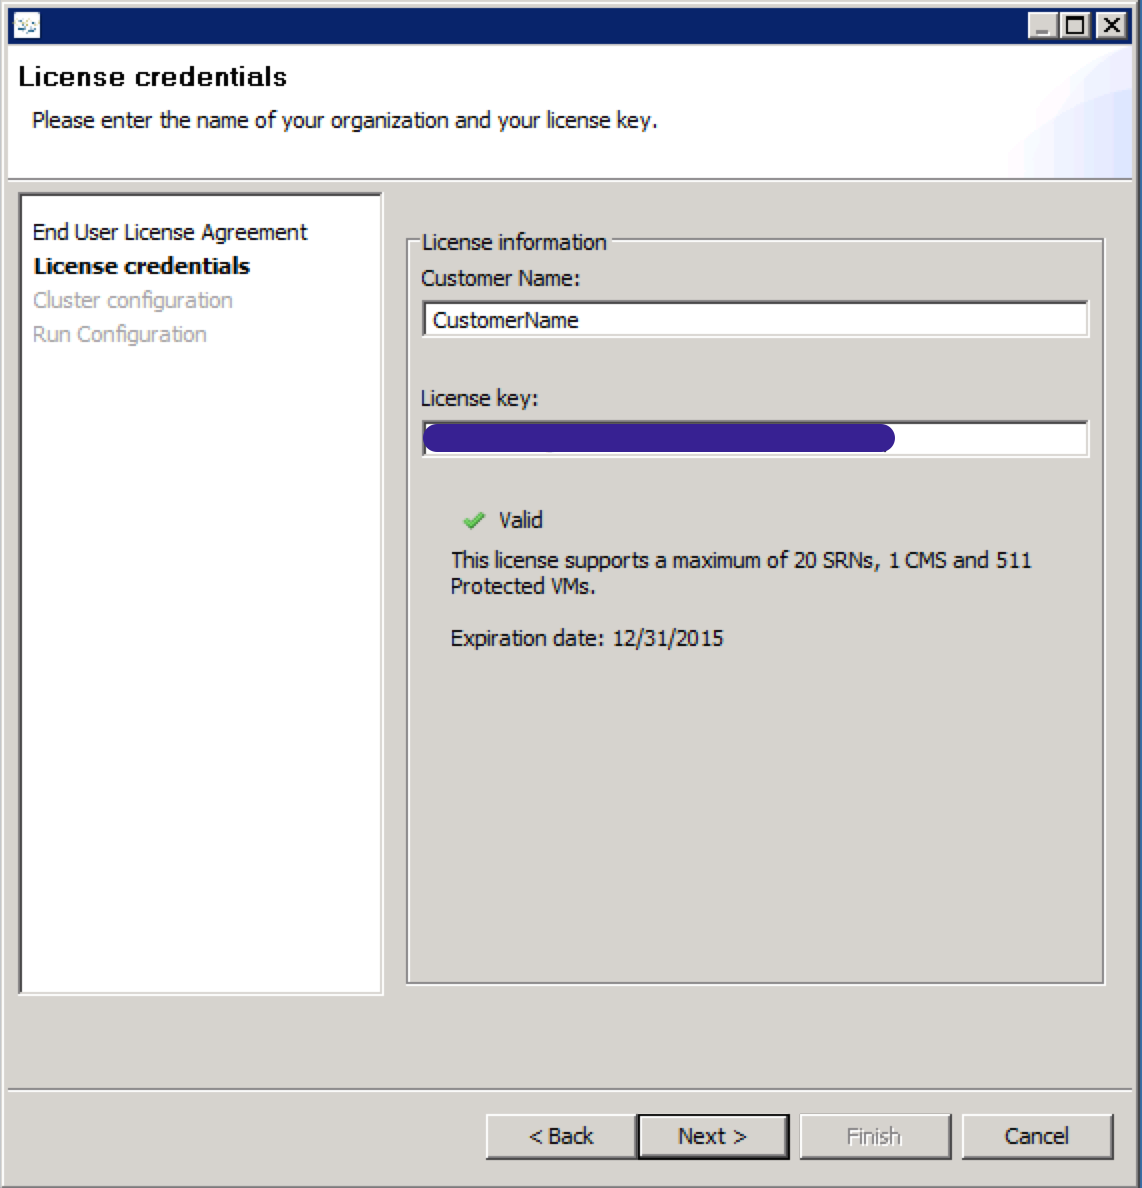 License credentials
Please enter the name of your organization and your license key.
End User License Agreement
License credentials
Cluster configuration
Run Configuration
License information
Customer Name:
CustomerName
License key:
Valid
This license supports a maximum of 20 SRNs, 1 CMS and 511
Protected VMs.
Expiration date: 12/31/2015
< Back
Next >
Finish
Cancel